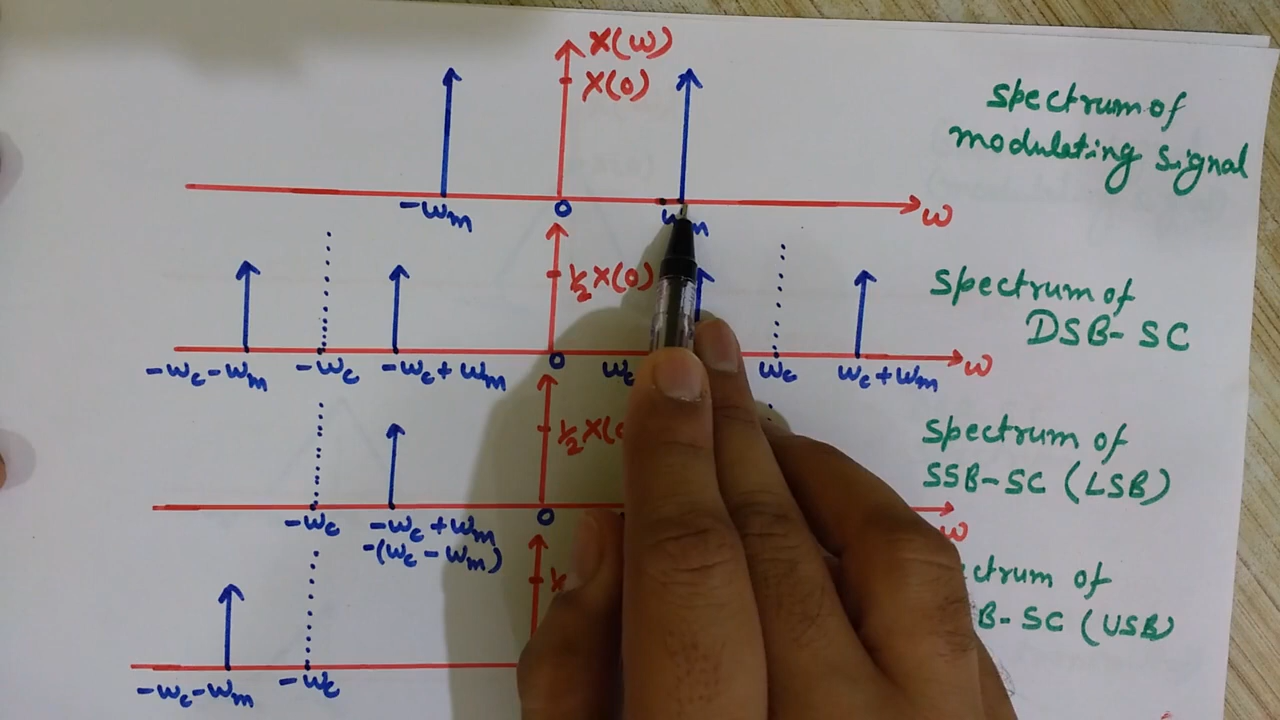 X(ω)
X(0)
spectrum of
modulating signal
-ωm
0
ω
½X(0)
spectrum of
DSB-SC
-ωc-ωm
-ωc
-ωc+ωm
0
ωc
ωc
ωc+ωm
ω
spectrum of
SSB-SC (LSB)
-ωc
-ωc+ωm
-(ωc-ωm)
0
ω
of
SC (USB)
-ωc-ωm
-ωc